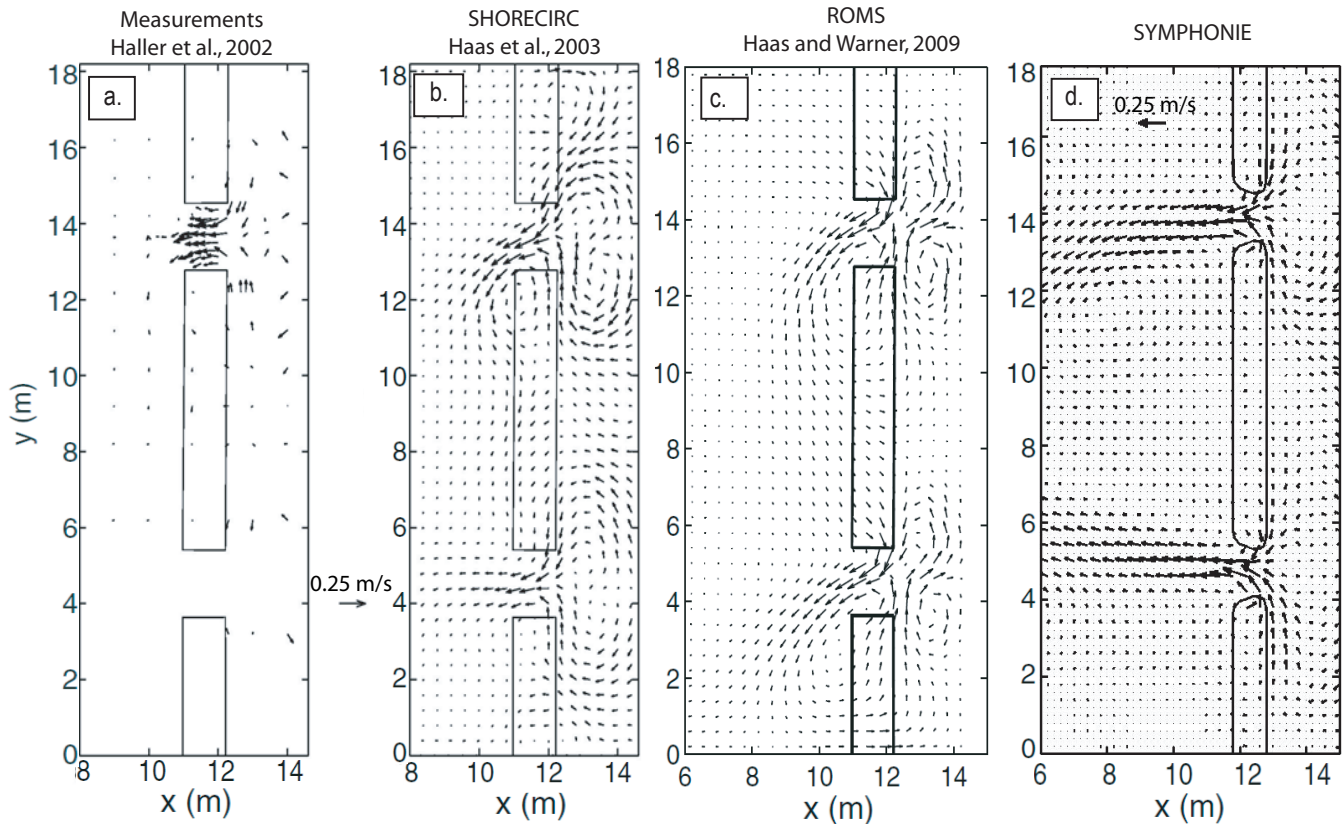 Measurements
Haller et al., 2002
SHORECIRC
Haas et al., 2003
ROMS
Haas and Warner, 2009
SYMPHONIE
a.
b.
c.
d.
0.25 m/s
0.25 m/s
y (m)
16
14
12
10
8
6
4
2
0
8 10 12 14
x (m)
18
16
14
12
10
8
6
4
2
0
8 10 12 14
x (m)
18
16
14
12
10
8
6
4
2
0
6 8 10 12 14
x (m)
18
16
14
12
10
8
6
4
2
0
6 8 10 12 14
x (m)